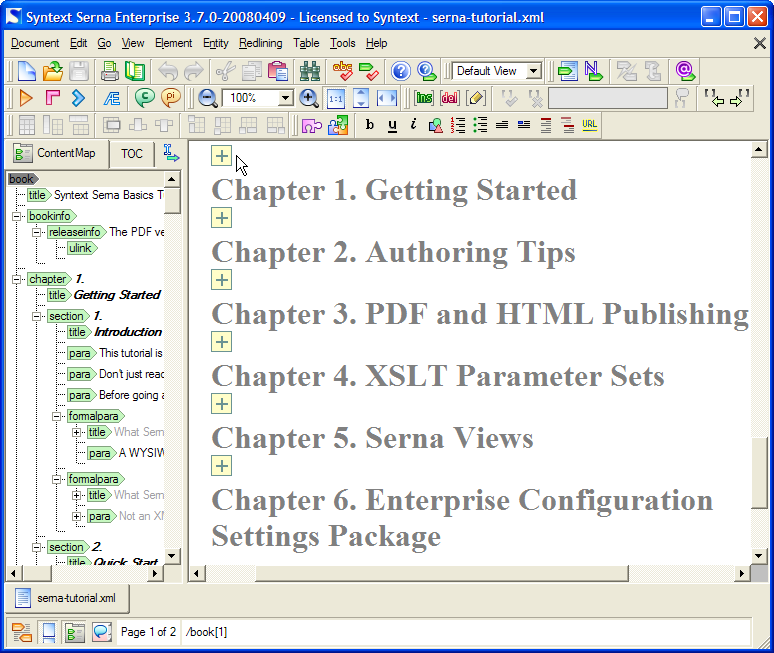 Syntext Serna Enterprise 3.7.0-20080409 - Licensed to Syntext - serna-tutorial.xml
Document Edit Go View Element Entity Redlining Table Tools Help
abc Default View N @
Æ C pi 100% 1:1 ins del
b u i URL
ContentMap TOC
book
title Syntext Serna Basics T
bookinfo
releaseinfo The PDF ve
ulink
chapter 1.
title Getting Started
section 1.
title Introduction
para This tutorial is
para Don't just read
para Before going a
formalpara
title What Sern
para A WYSIW
formalpara
title What Sern
para Not an XM
section 2.
title Quick Start
Chapter 1. Getting Started
Chapter 2. Authoring Tips
Chapter 3. PDF and HTML Publishing
Chapter 4. XSLT Parameter Sets
Chapter 5. Serna Views
Chapter 6. Enterprise Configuration
Settings Package
serna-tutorial.xml
Page 1 of 2 /book[1]